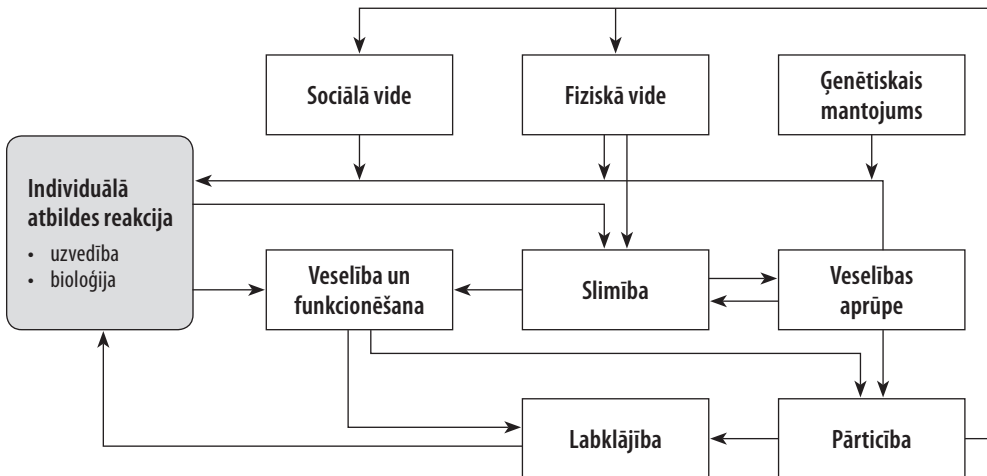 Sociālā vide
Fiziskā vide
Ģenētiskais
mantojums
Individuālā
atbildes reakcija
• uzvedība
• bioloģija
Veselība un
funkcionēšana
Slimība
Veselības
aprūpe
Labklājība
Pārticība